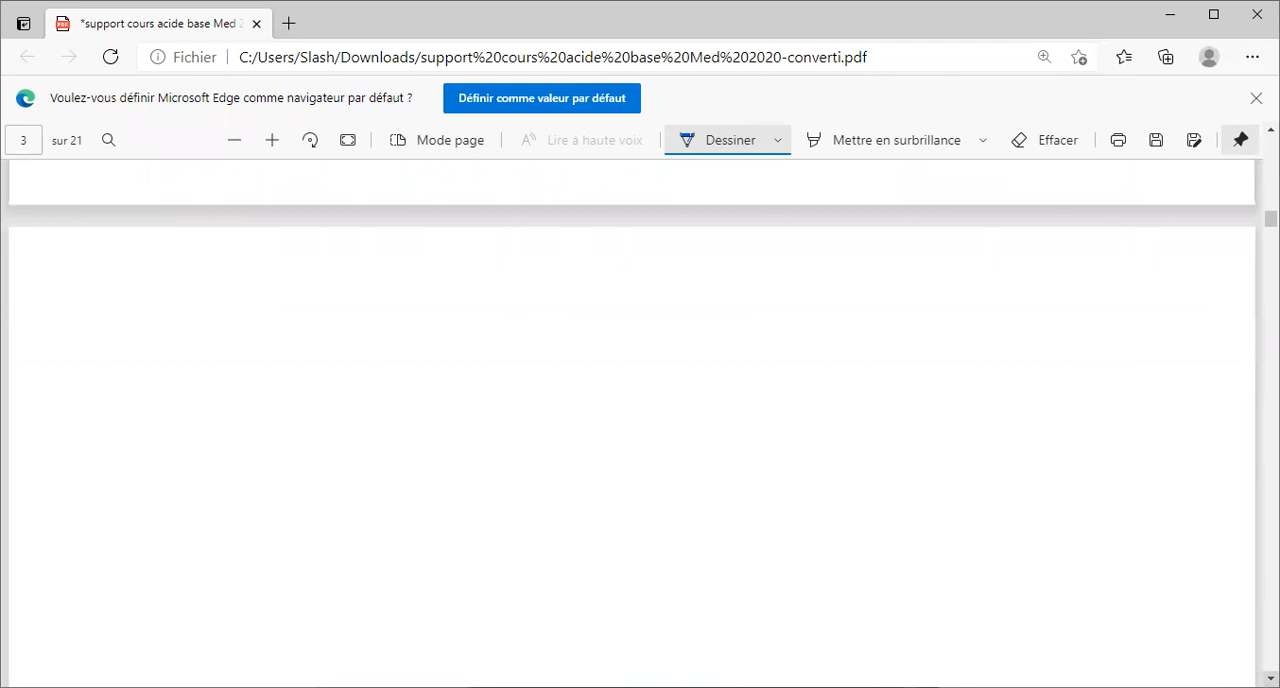 *support cours acide base Med 2
Fichier C:/Users/Slash/Downloads/support%20cours%20acide%20base%20Med%202020-converti.pdf
Voulez-vous définir Microsoft Edge comme navigateur par défaut ? Définir comme valeur par défaut
3 sur 21 Mode page Lire à haute voix Dessiner Mettre en surbrillance Effacer